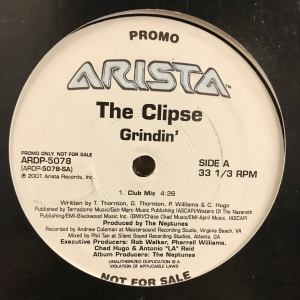 PROMO
ARISTA
The Clipse
Grindin'
PROMO ONLY. NOT FOR SALE
ARDP-5078
(ARDP-5078-SA)
℗ 2001 Arista Records, Inc.
SIDE A
33 1/3 RPM
1. Club Mix 4:26
Written by T. Thornton, G. Thornton, P. Williams & C. Hugo
Published by Terradome Music/Gen-Marc Music Publishing (ASCAP)/Waters Of The Nazareth
Publishing/EMI-Blackwood Music Inc. (BMI)/Chase Chad Music/EMI-April Music. (ASCAP)
Produced by The Neptunes
Recorded by Andrew Coleman at Mastersound Recording Studio, Virginia Beach, VA
Mixed by Phil Tan at Silent Sound Recording Studios, Atlanta, GA
Executive Producers: Rob Walker, Pharrell Williams,
Chad Hugo & Antonio "LA" Reid
Album Producers: The Neptunes
UNAUTHORIZED DUPLICATION IS A
VIOLATION OF APPLICABLE LAWS
NOT FOR SALE